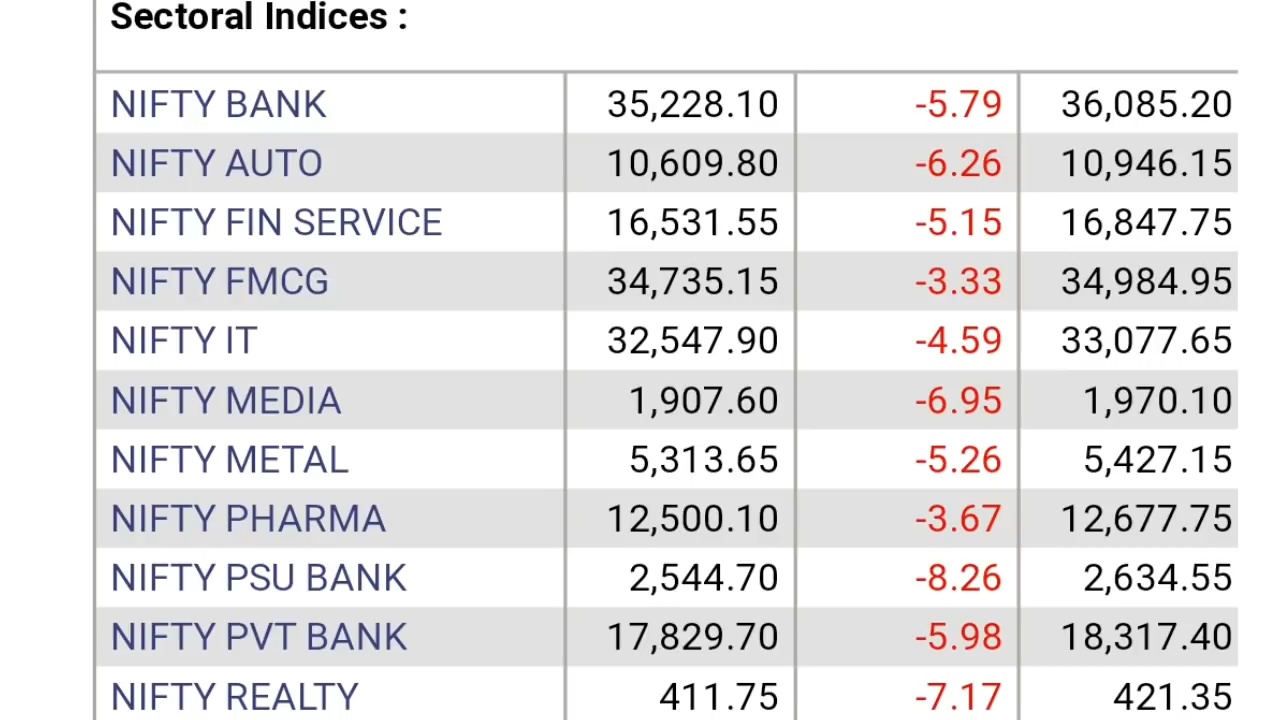 Sectoral Indices :
NIFTY BANK 35,228.10 -5.79 36,085.20
NIFTY AUTO 10,609.80 -6.26 10,946.15
NIFTY FIN SERVICE 16,531.55 -5.15 16,847.75
NIFTY FMCG 34,735.15 -3.33 34,984.95
NIFTY IT 32,547.90 -4.59 33,077.65
NIFTY MEDIA 1,907.60 -6.95 1,970.10
NIFTY METAL 5,313.65 -5.26 5,427.15
NIFTY PHARMA 12,500.10 -3.67 12,677.75
NIFTY PSU BANK 2,544.70 -8.26 2,634.55
NIFTY PVT BANK 17,829.70 -5.98 18,317.40
NIFTY REALTY 411.75 -7.17 421.35